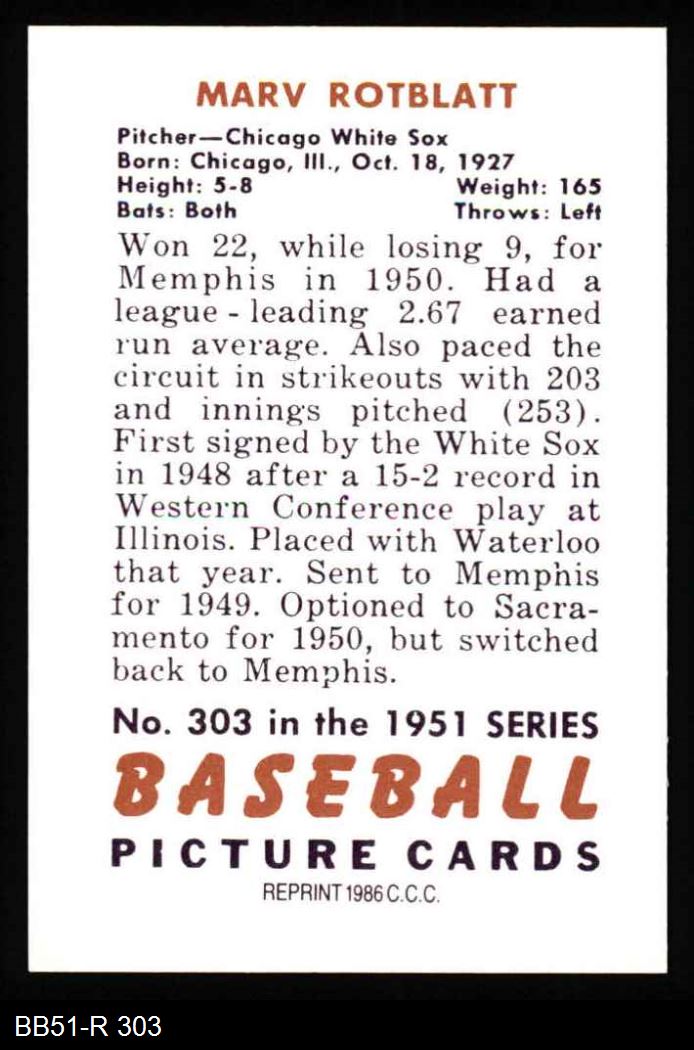 MARV ROTBLATT
Pitcher—Chicago White Sox
Born: Chicago, Ill., Oct. 18, 1927
Height: 5-8 Weight: 165
Bats: Both Throws: Left
Won 22, while losing 9, for
Memphis in 1950. Had a
league - leading 2.67 earned
run average. Also paced the
circuit in strikeouts with 203
and innings pitched (253).
First signed by the White Sox
in 1948 after a 15-2 record in
Western Conference play at
Illinois. Placed with Waterloo
that year. Sent to Memphis
for 1949. Optioned to Sacra-
mento for 1950, but switched
back to Memphis.
No. 303 in the 1951 SERIES
BASEBALL
PICTURE CARDS
REPRINT 1986 C.C.C.
BB51-R 303